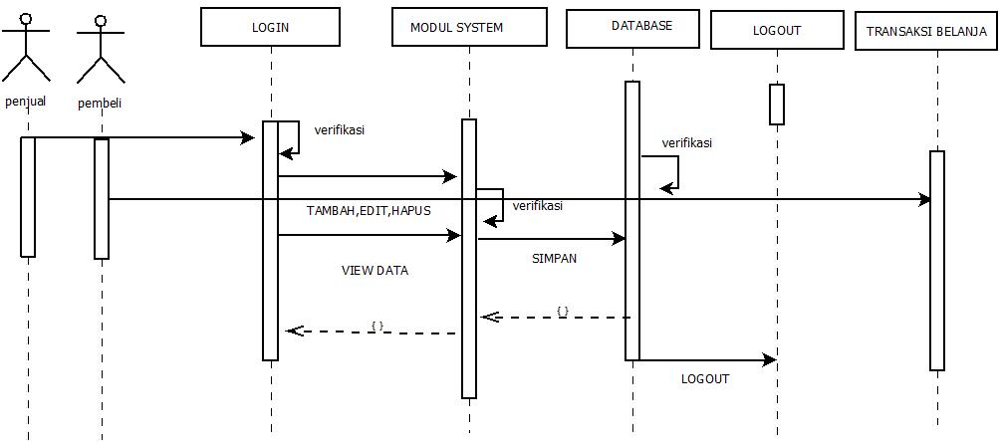 LOGIN
MODUL SYSTEM
DATABASE
LOGOUT
TRANSAKSI BELANJA
penjual
pembeli
verifikasi
verifikasi
TAMBAH,EDIT,HAPUS
verifikasi
SIMPAN
VIEW DATA
{ }
{ }
LOGOUT